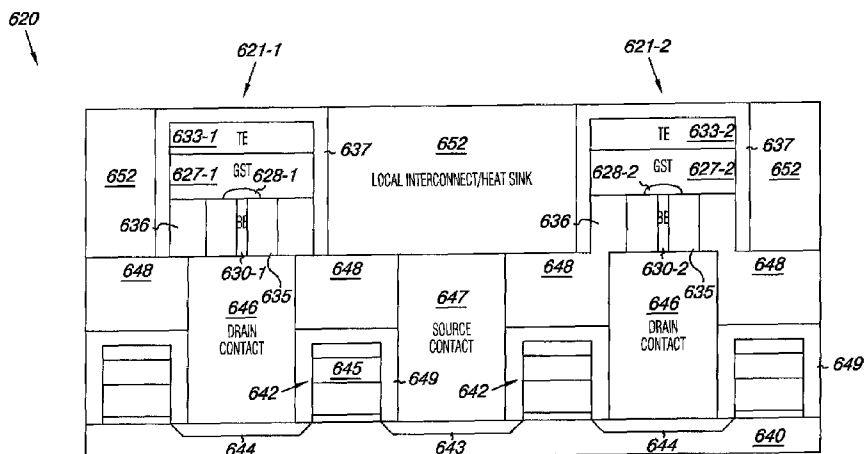 620
621-1
621-2
633-1 TE
TE 633-2
652
637
652
637
652
627-1 GST 628-1
628-2 GST 627-2
LOCAL INTERCONNECT/HEAT SINK
636
BE
636
BE
648
630-1
635
648
648
630-2
635
648
646
DRAIN
CONTACT
647
SOURCE
CONTACT
646
DRAIN
CONTACT
642
645
649
642
649
644
643
644
640